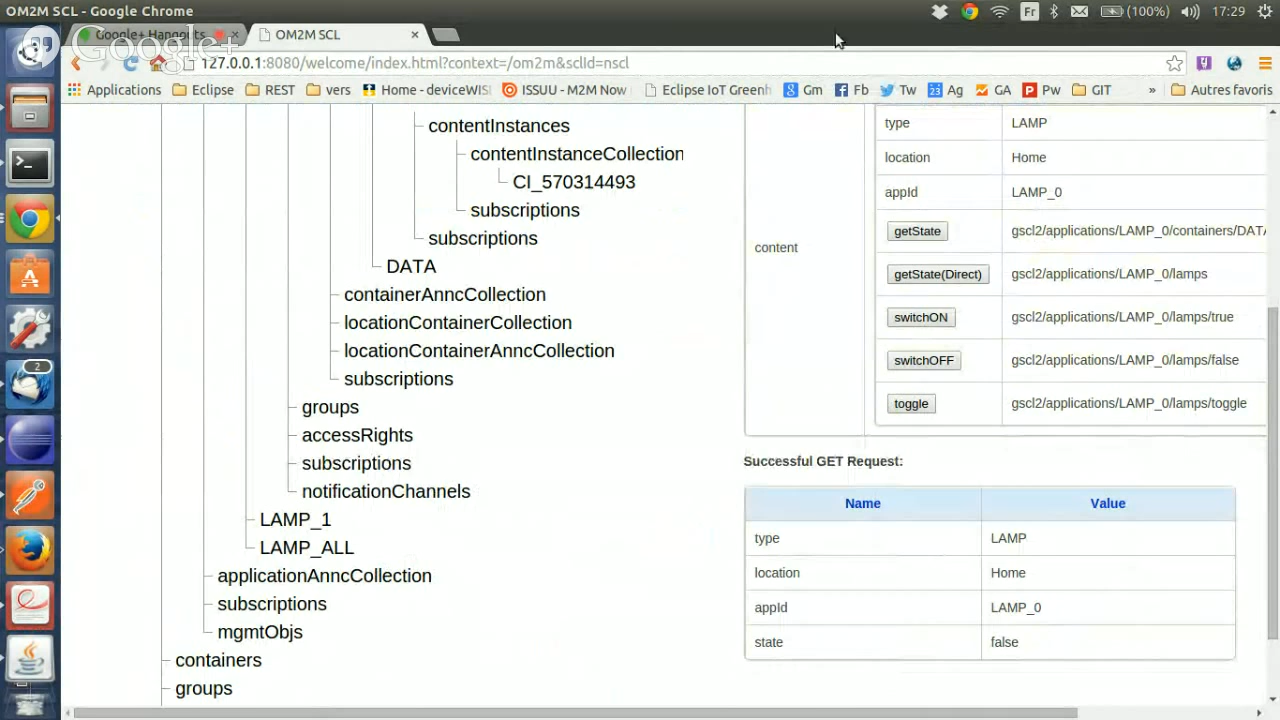 OM2M SCL - Google Chrome
Fr
(100%)
17:29
Google+ Hangouts
OM2M SCL
Google+
127.0.0.1:8080/welcome/index.html?context=/om2m&sclId=nscl
Applications
Eclipse
REST
vers
Home - deviceWIS
ISSUU - M2M Now
Eclipse IoT Greenh
Gm
Fb
Tw
23
Ag
GA
Pw
GIT
»
Autres favoris
contentInstances
contentInstanceCollection
CI_570314493
subscriptions
subscriptions
DATA
containerAnncCollection
locationContainerCollection
locationContainerAnncCollection
subscriptions
groups
accessRights
subscriptions
notificationChannels
LAMP_1
LAMP_ALL
applicationAnncCollection
subscriptions
mgmtObjs
containers
groups
content
type LAMP
location Home
appId LAMP_0
getState gscl2/applications/LAMP_0/containers/DATA
getState(Direct) gscl2/applications/LAMP_0/lamps
switchON gscl2/applications/LAMP_0/lamps/true
switchOFF gscl2/applications/LAMP_0/lamps/false
toggle gscl2/applications/LAMP_0/lamps/toggle
Successful GET Request:
Name Value
type LAMP
location Home
appId LAMP_0
state false
2